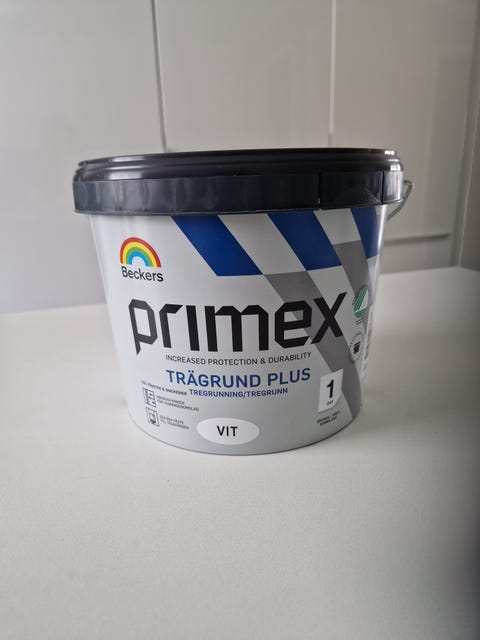 Beckers
primex
INCREASED PROTECTION & DURABILITY
TRÄGRUND PLUS
TREGRUNNING/TREGRUNN
1
VIT